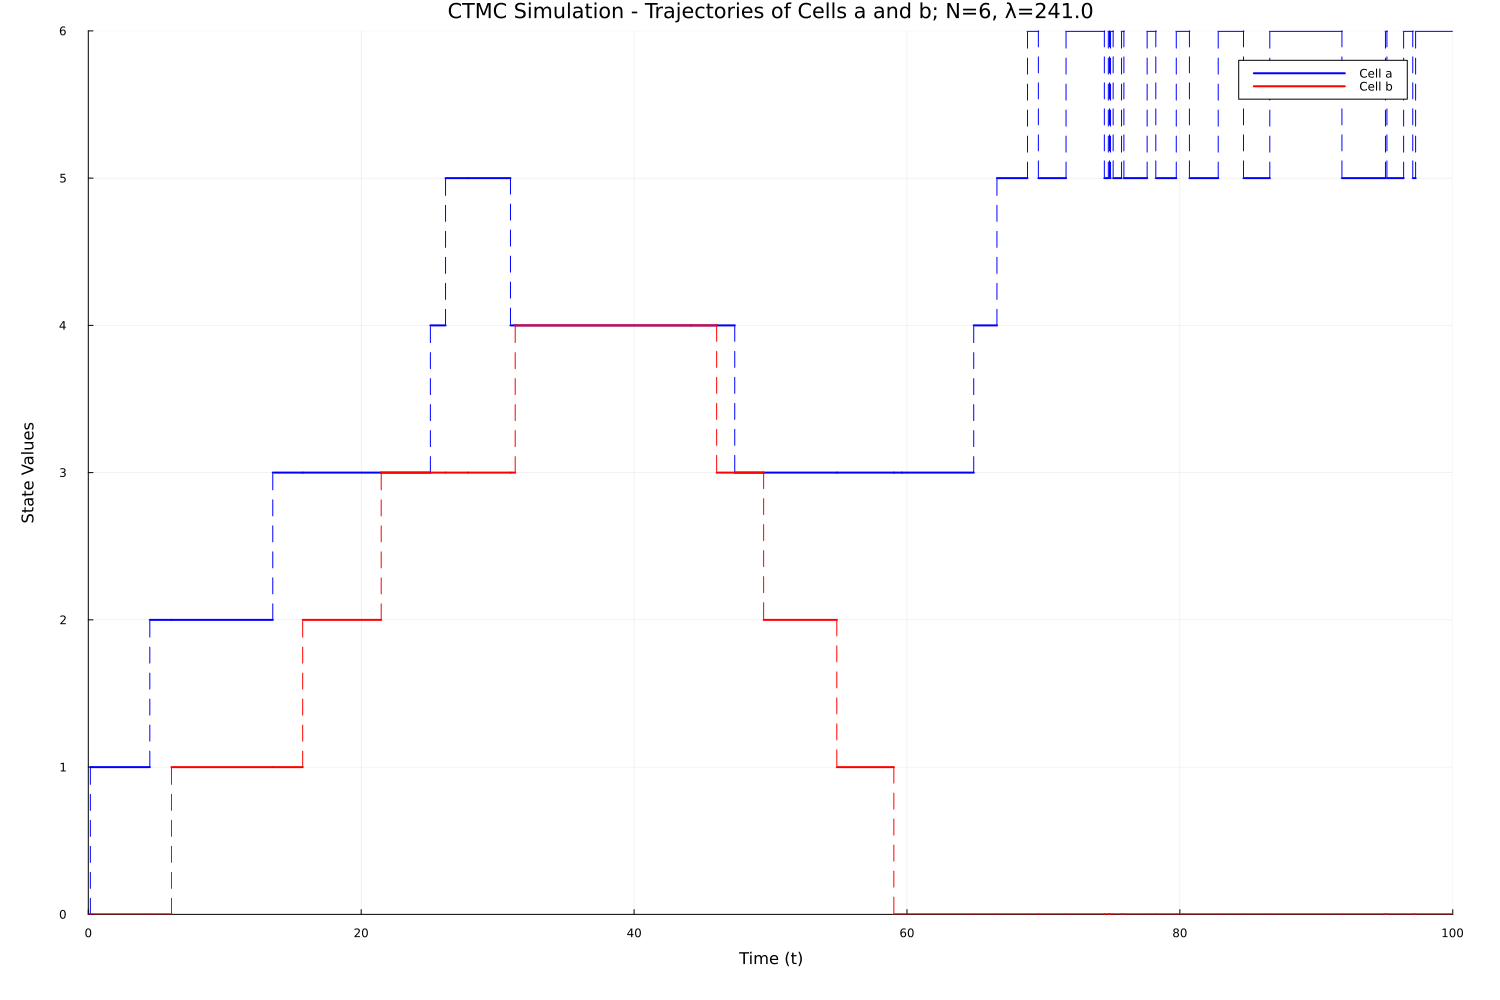 CTMC Simulation - Trajectories of Cells a and b; N=6, λ=241.0
6
Cell a
Cell b
5
4
State Values
3
2
1
0
0 20 40 60 80 100
Time (t)